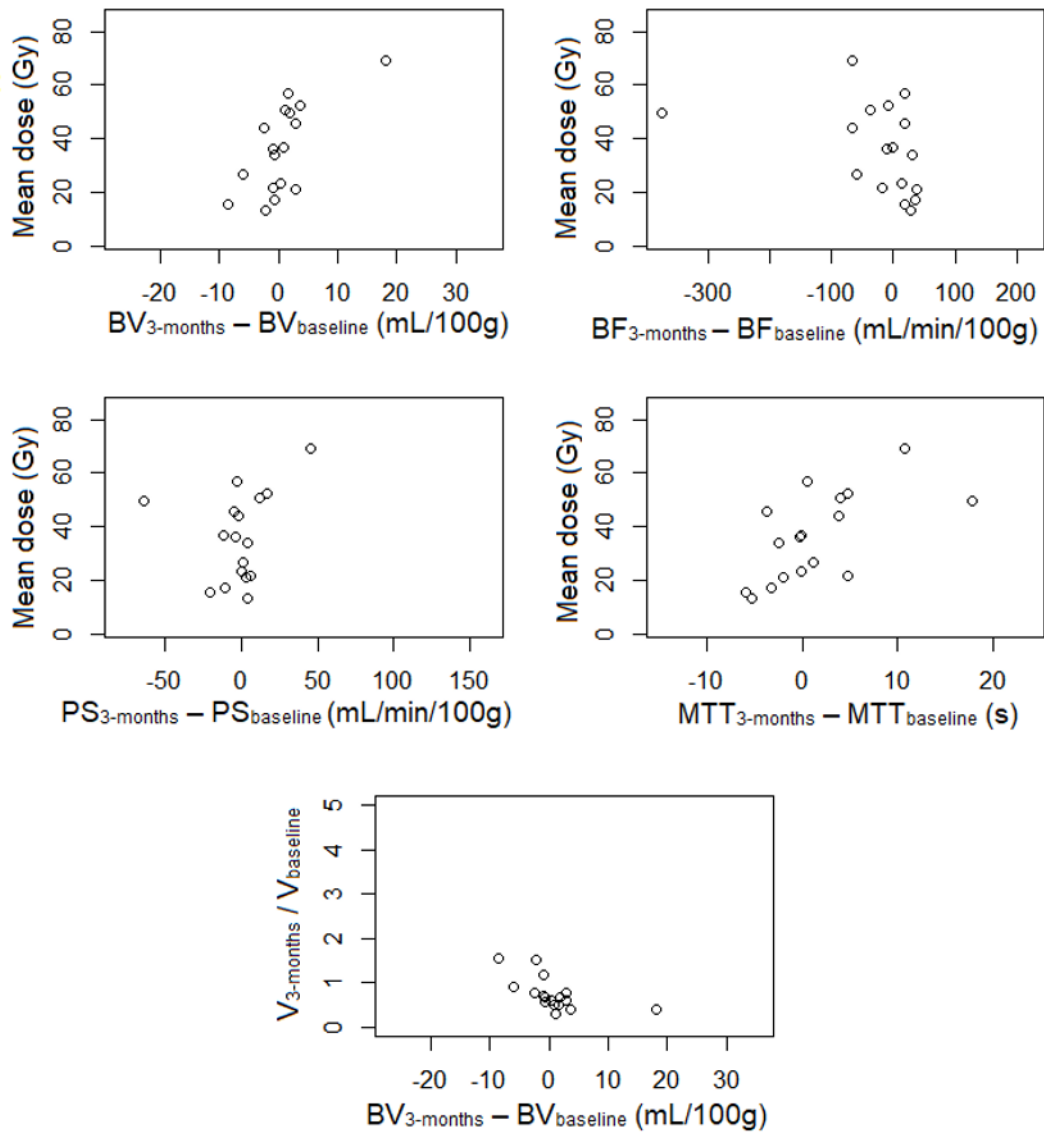 Mean dose (Gy)
0 20 40 60 80
-20 -10 0 10 20 30
BV3-months – BVbaseline (mL/100g)
Mean dose (Gy)
0 20 40 60 80
-300 -100 0 100 200
BF3-months – BFbaseline (mL/min/100g)
Mean dose (Gy)
0 20 40 60 80
-50 0 50 100 150
PS3-months – PSbaseline (mL/min/100g)
Mean dose (Gy)
0 20 40 60 80
-10 0 10 20
MTT3-months – MTTbaseline (s)
V3-months / Vbaseline
0 1 2 3 4 5
-20 -10 0 10 20 30
BV3-months – BVbaseline (mL/100g)